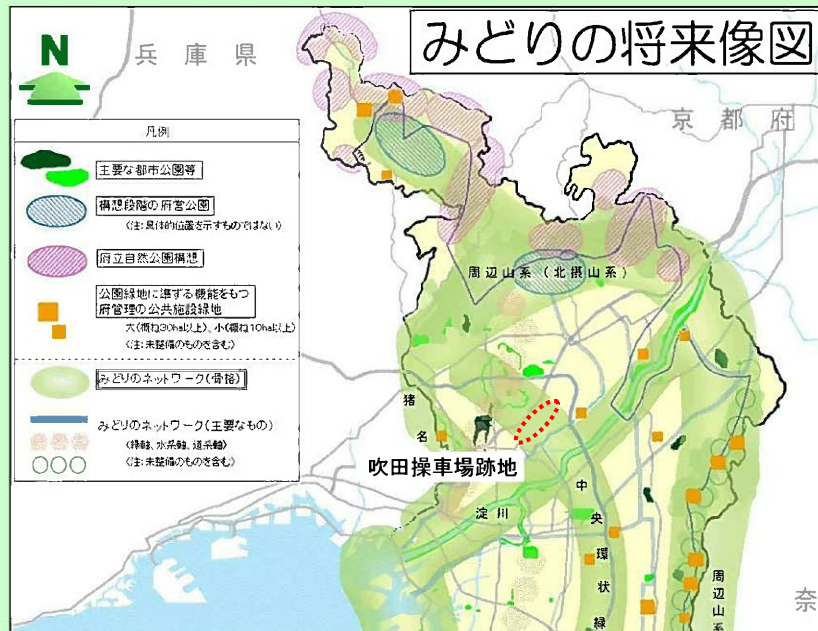 みどりの将来像図
N
兵庫県
京都府
凡例
主要な都市公園等
構想段階の府営公園
(注:具体的位置を示すものではない)
府立自然公園構想
公園緑地に準ずる機能をもつ
府管理の公共施設緑地
大(概ね30ha以上)、小(概ね10ha以上)
(注:未整備のものを含む)
みどりのネットワーク(骨格)
みどりのネットワーク(主要なもの)
(緑軸、水系軸、道系軸)
(注:未整備のものを含む)
周辺山系(北摂山系)
猪名
吹田操車場跡地
淀川
中央環状緑
周辺山系
奈